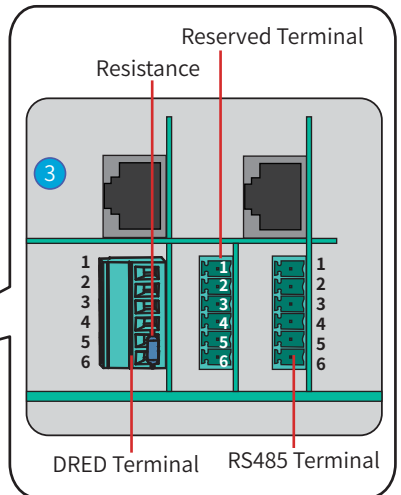 Reserved Terminal
Resistance
3
1 1 1
2 2 2
3 3 3
4 4 4
5 5 5
6 6 6
DRED Terminal RS485 Terminal